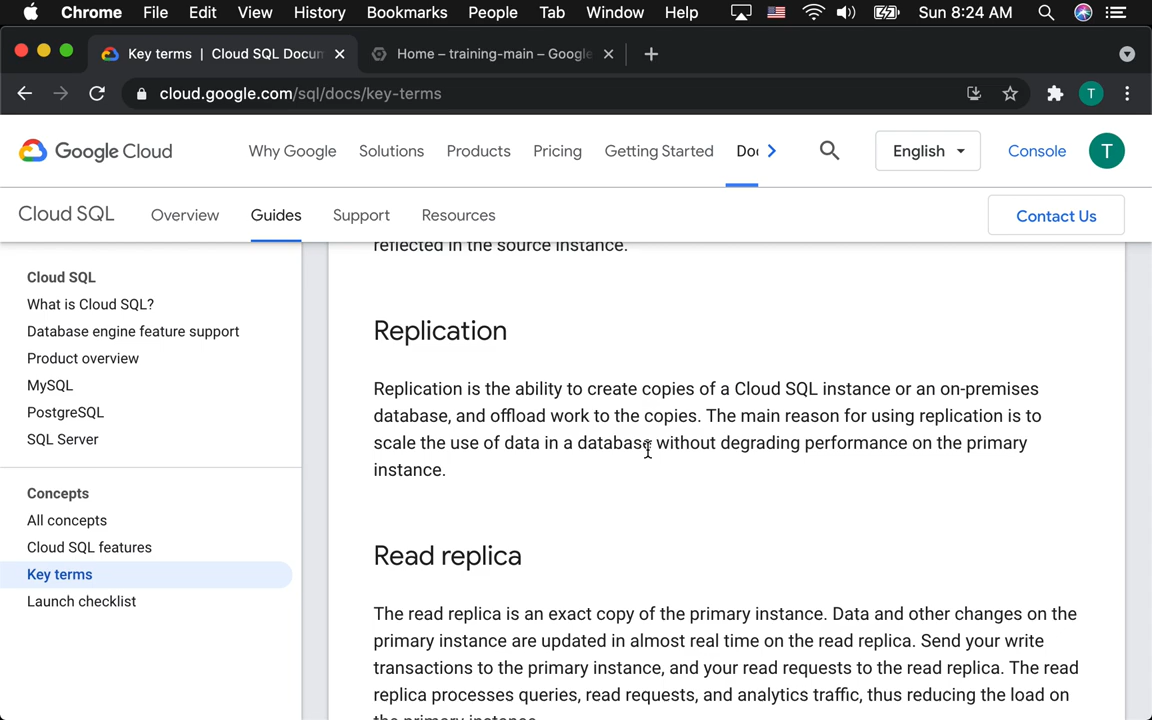 Chrome File Edit View History Bookmarks People Tab Window Help Sun 8:24 AM
Key terms | Cloud SQL Docun Home – training-main – Google
cloud.google.com/sql/docs/key-terms T
Google Cloud Why Google Solutions Products Pricing Getting Started Doc English Console T
Cloud SQL Overview Guides Support Resources Contact Us
Cloud SQL
What is Cloud SQL?
Database engine feature support
Product overview
MySQL
PostgreSQL
SQL Server
Concepts
All concepts
Cloud SQL features
Key terms
Launch checklist
reflected in the source instance.
Replication
Replication is the ability to create copies of a Cloud SQL instance or an on-premises
database, and offload work to the copies. The main reason for using replication is to
scale the use of data in a database without degrading performance on the primary
instance.
Read replica
The read replica is an exact copy of the primary instance. Data and other changes on the
primary instance are updated in almost real time on the read replica. Send your write
transactions to the primary instance, and your read requests to the read replica. The read
replica processes queries, read requests, and analytics traffic, thus reducing the load on
the primary instance.